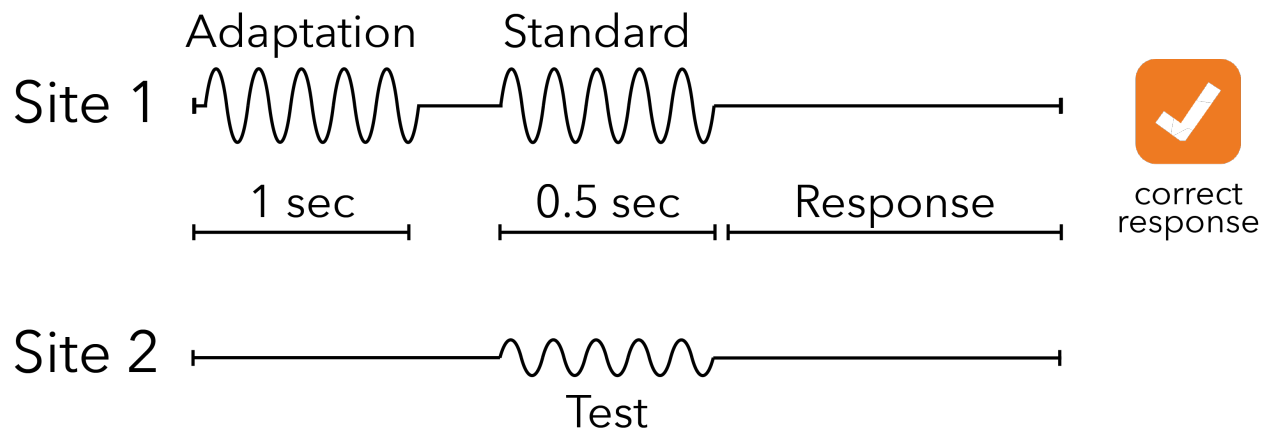 Adaptation
Standard
Site 1
1 sec
0.5 sec
Response
correct
response
Site 2
Test